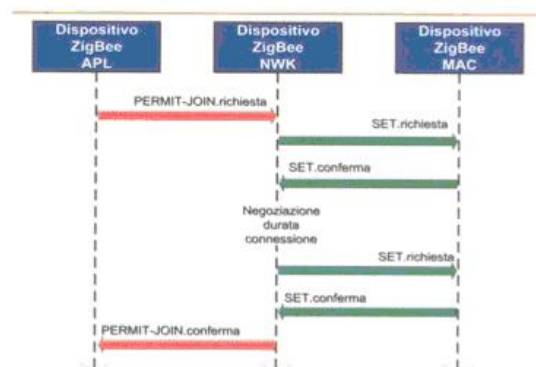 Dispositivo
ZigBee
APL
Dispositivo
ZigBee
NWK
Dispositivo
ZigBee
MAC
PERMIT-JOIN.richiesta
SET.richiesta
SET.conferma
Negoziazione
durata
connessione
SET.richiesta
SET.conferma
PERMIT-JOIN.conferma